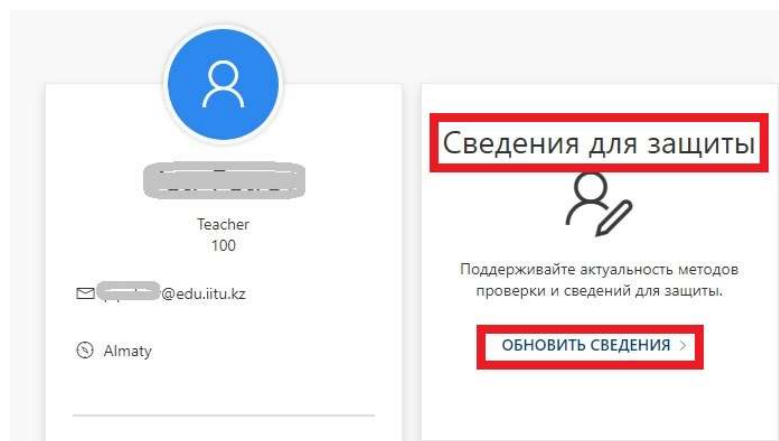 Teacher
100
@edu.iitu.kz
Almaty
Сведения для защиты
Поддерживайте актуальность методов
проверки и сведений для защиты.
ОБНОВИТЬ СВЕДЕНИЯ >